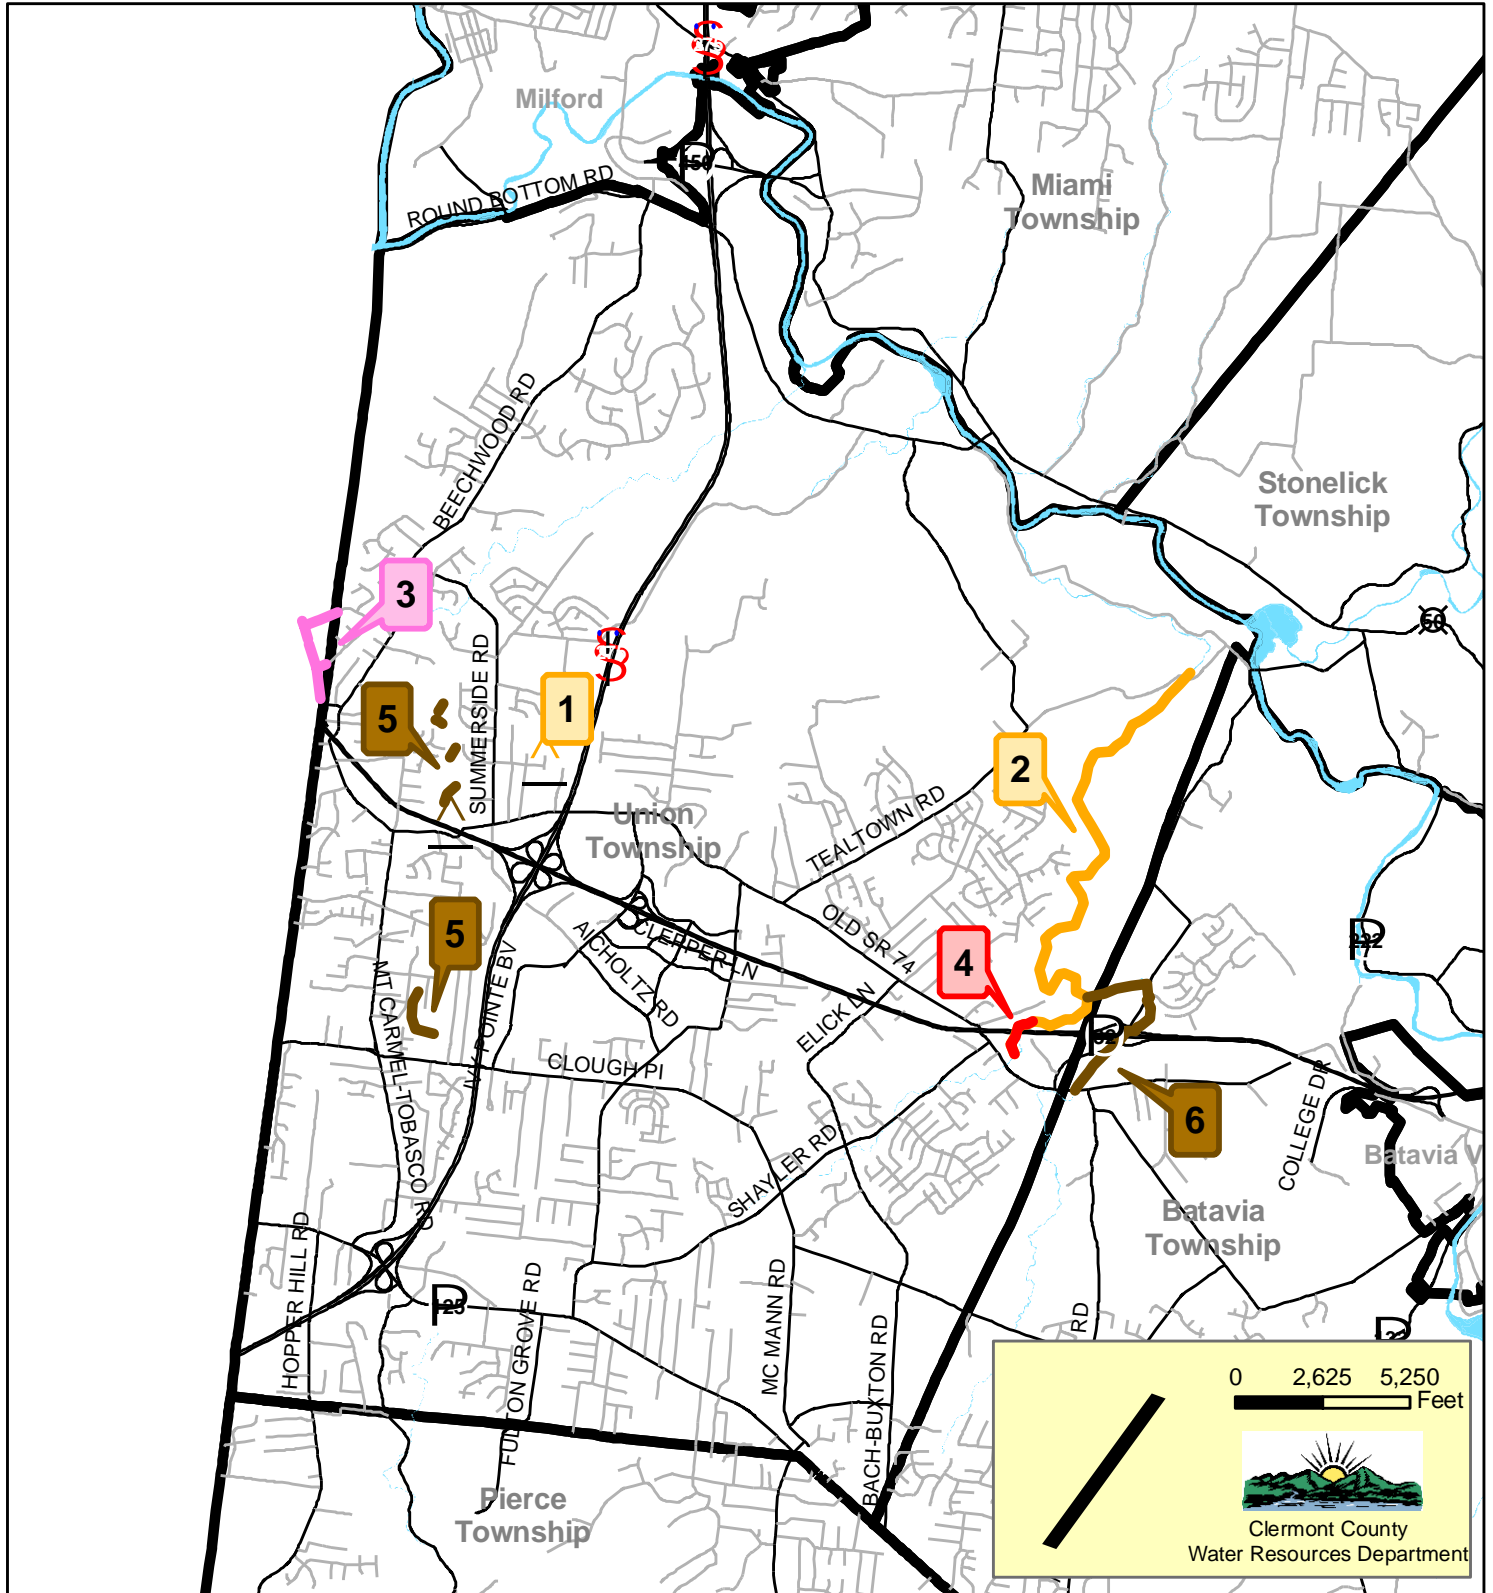 Milford
450
ROUND BOTTOM RD
Miami
Township
BEECHWOOD RD
Stonelick
Township
3
50
SUMMERSIDE RD
5
1
2
Union
Township
TEALTOWN RD
OLD SR 74
222
5
CLEPPER LN
AICHOLTZ RD
4
MT CARMEL-TOBASCO RD
IVY POINTE BV
ELICK LN
32
CLOUGH PI
COLLEGE DR
6
SHAYLER RD
Batavia V
Batavia
Township
HOPPER HILL RD
125
FULTON GROVE RD
MC MANN RD
BACH-BUXTON RD
RD
Pierce
Township
0 2,625 5,250
Feet
Clermont County
Water Resources Department